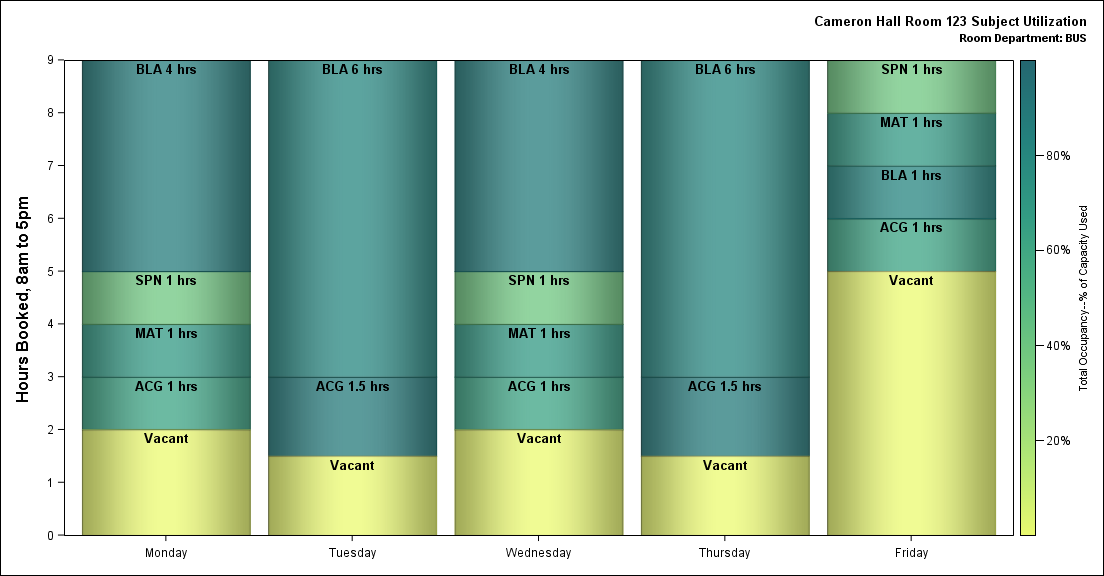 Cameron Hall Room 123 Subject Utilization
Room Department: BUS
Hours Booked, 8am to 5pm
9
8
7
6
5
4
3
2
1
0
BLA 4 hrs
SPN 1 hrs
MAT 1 hrs
ACG 1 hrs
Vacant
BLA 6 hrs
ACG 1.5 hrs
Vacant
BLA 4 hrs
SPN 1 hrs
MAT 1 hrs
ACG 1 hrs
Vacant
BLA 6 hrs
ACG 1.5 hrs
Vacant
SPN 1 hrs
MAT 1 hrs
BLA 1 hrs
ACG 1 hrs
Vacant
Monday
Tuesday
Wednesday
Thursday
Friday
80%
60%
40%
20%
Total Occupancy--% of Capacity Used